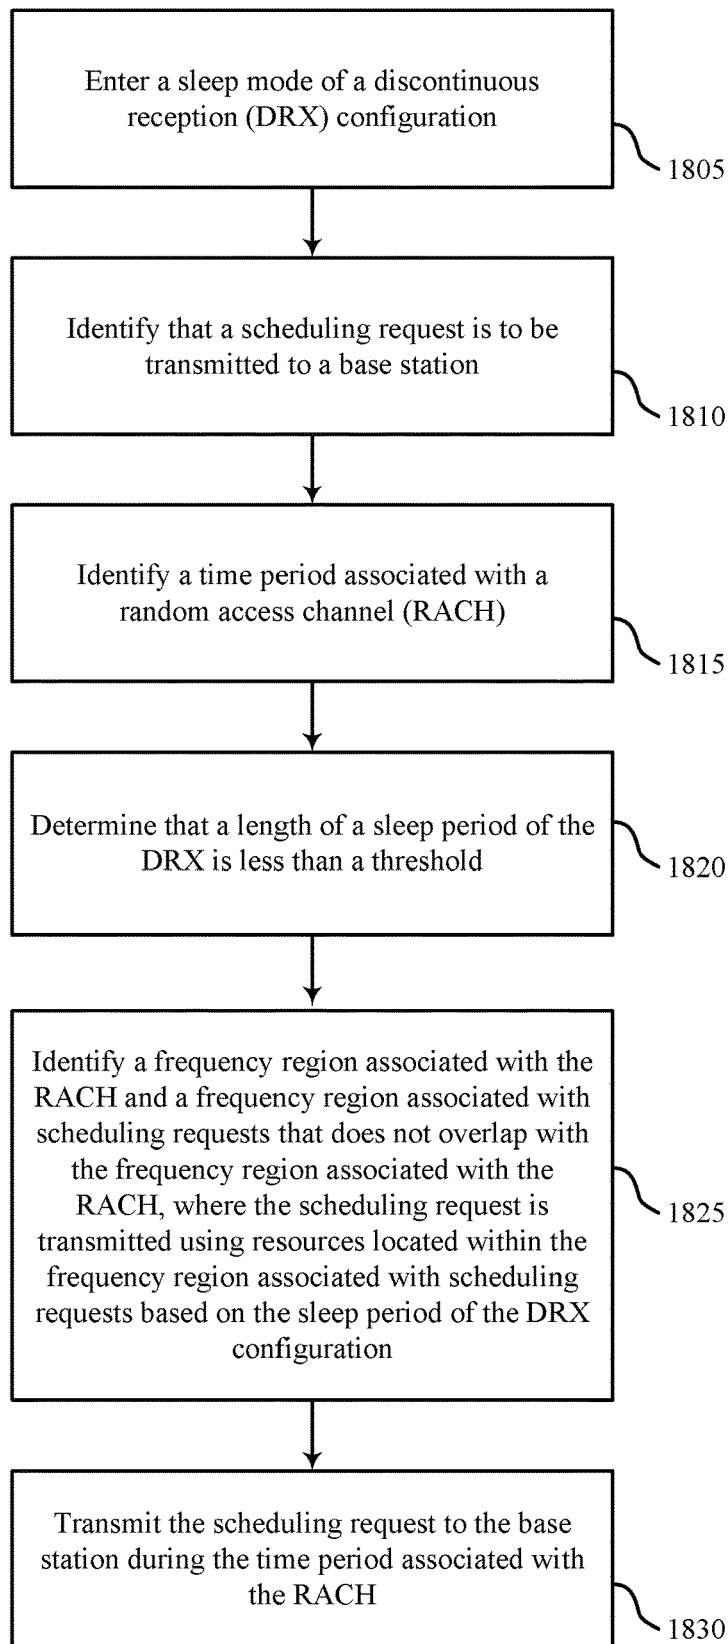 Enter a sleep mode of a discontinuous
reception (DRX) configuration
1805
Identify that a scheduling request is to be
transmitted to a base station
1810
Identify a time period associated with a
random access channel (RACH)
1815
Determine that a length of a sleep period of the
DRX is less than a threshold
1820
Identify a frequency region associated with the
RACH and a frequency region associated with
scheduling requests that does not overlap with
the frequency region associated with the
RACH, where the scheduling request is
transmitted using resources located within the
frequency region associated with scheduling
requests based on the sleep period of the DRX
configuration
1825
Transmit the scheduling request to the base
station during the time period associated with
the RACH
1830